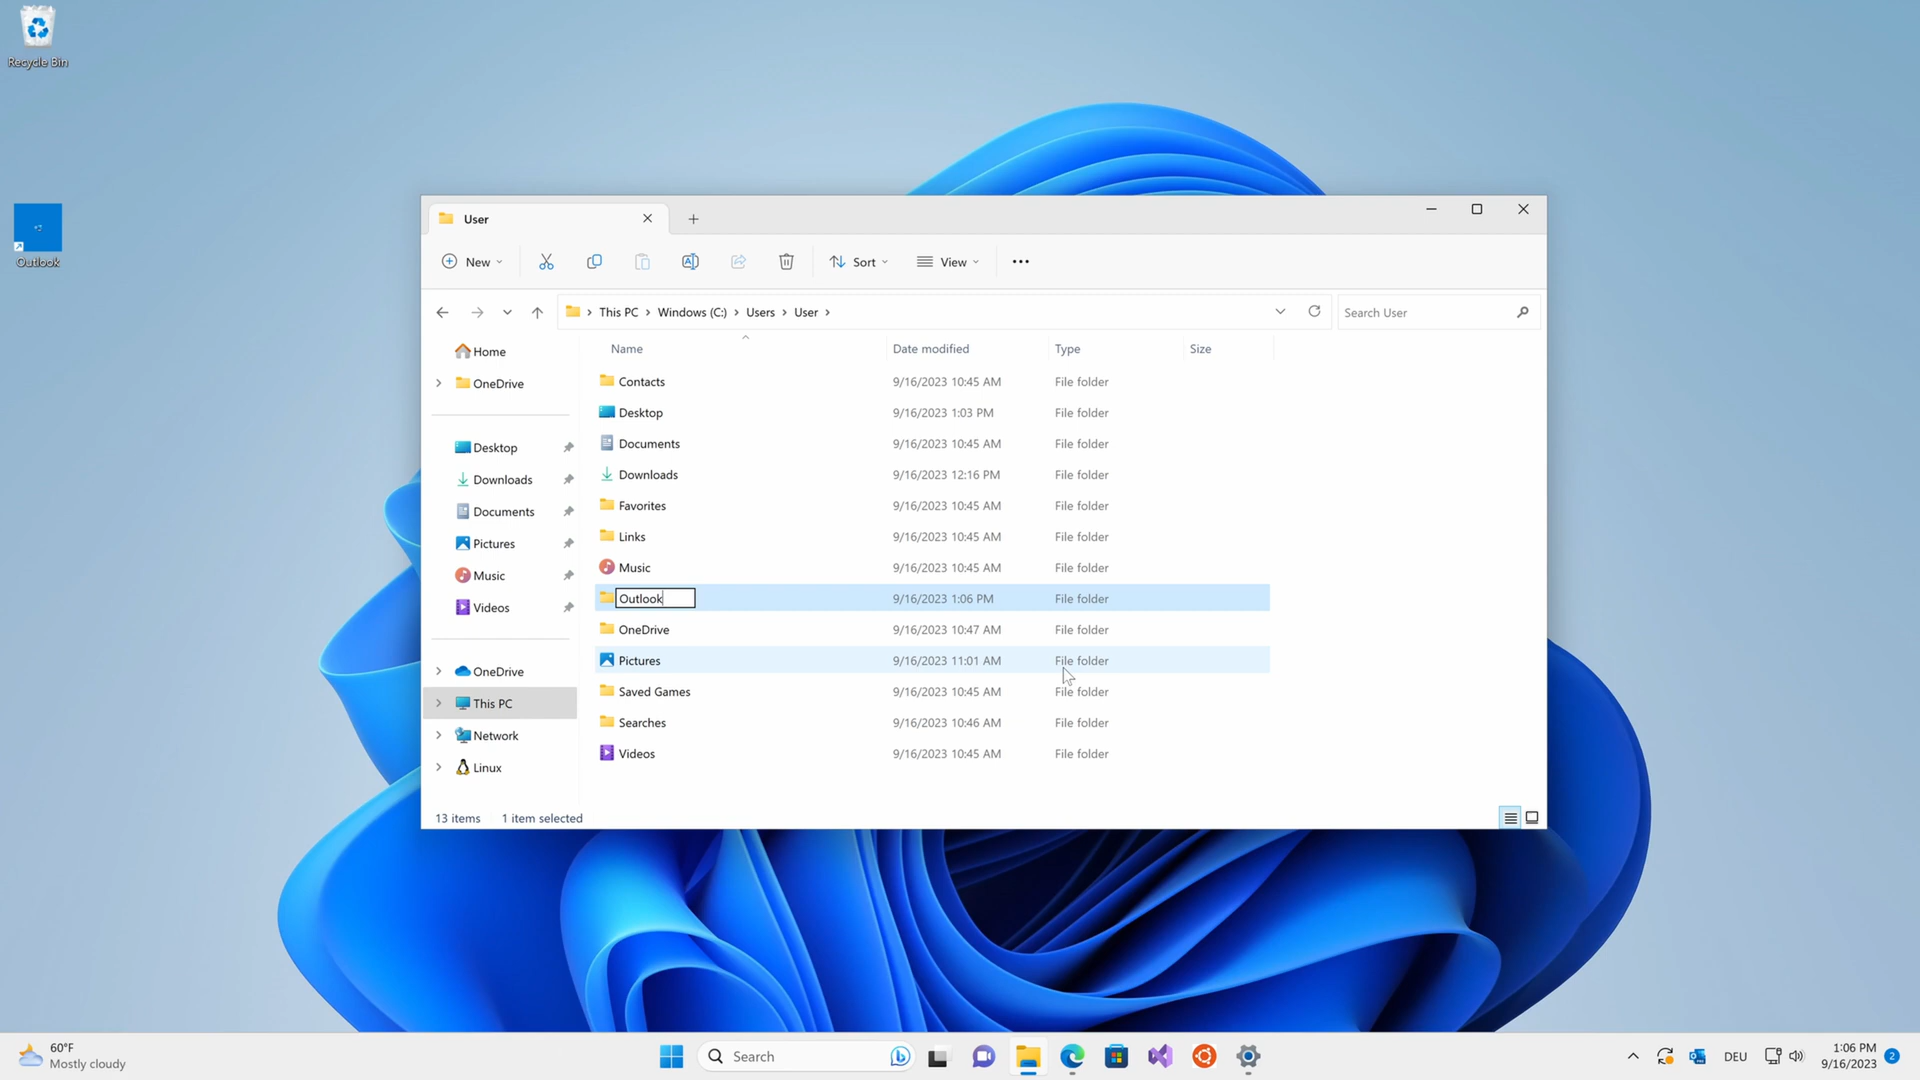 Recycle Bin
Outlook
User
New
Sort
View
This PC > Windows (C:) > Users > User >
Search User
Home
OneDrive
Desktop
Downloads
Documents
Pictures
Music
Videos
OneDrive
This PC
Network
Linux
Name Date modified Type Size
Contacts 9/16/2023 10:45 AM File folder
Desktop 9/16/2023 1:03 PM File folder
Documents 9/16/2023 10:45 AM File folder
Downloads 9/16/2023 12:16 PM File folder
Favorites 9/16/2023 10:45 AM File folder
Links 9/16/2023 10:45 AM File folder
Music 9/16/2023 10:45 AM File folder
Outlook 9/16/2023 1:06 PM File folder
OneDrive 9/16/2023 10:47 AM File folder
Pictures 9/16/2023 11:01 AM File folder
Saved Games 9/16/2023 10:45 AM File folder
Searches 9/16/2023 10:46 AM File folder
Videos 9/16/2023 10:45 AM File folder
13 items 1 item selected
60°F
Mostly cloudy
Search
DEU
1:06 PM
9/16/2023
2